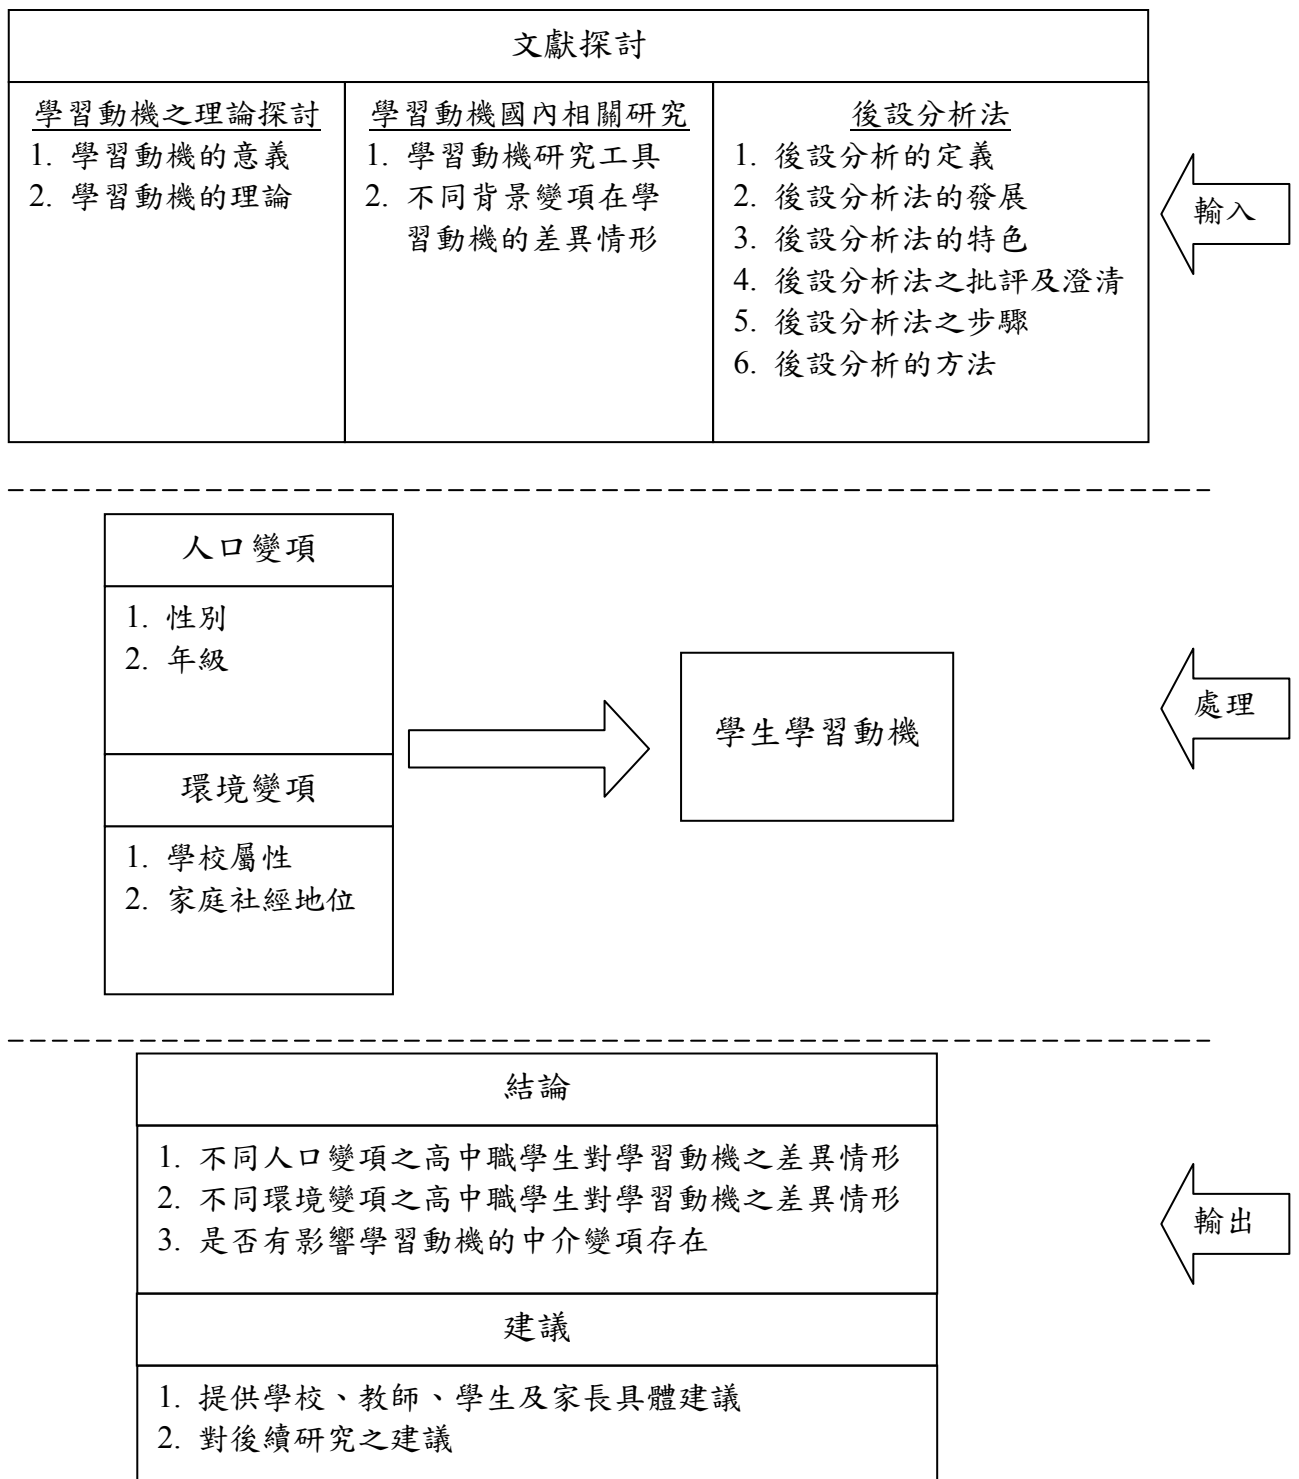 文獻探討
學習動機之理論探討
1. 學習動機的意義
2. 學習動機的理論
學習動機國內相關研究
1. 學習動機研究工具
2. 不同背景變項在學
習動機的差異情形
後設分析法
1. 後設分析的定義
2. 後設分析法的發展
3. 後設分析法的特色
4. 後設分析法之批評及澄清
5. 後設分析法之步驟
6. 後設分析的方法
輸入
人口變項
1. 性別
2. 年級
環境變項
1. 學校屬性
2. 家庭社經地位
學生學習動機
處理
結論
1. 不同人口變項之高中職學生對學習動機之差異情形
2. 不同環境變項之高中職學生對學習動機之差異情形
3. 是否有影響學習動機的中介變項存在
建議
1. 提供學校、教師、學生及家長具體建議
2. 對後續研究之建議
輸出